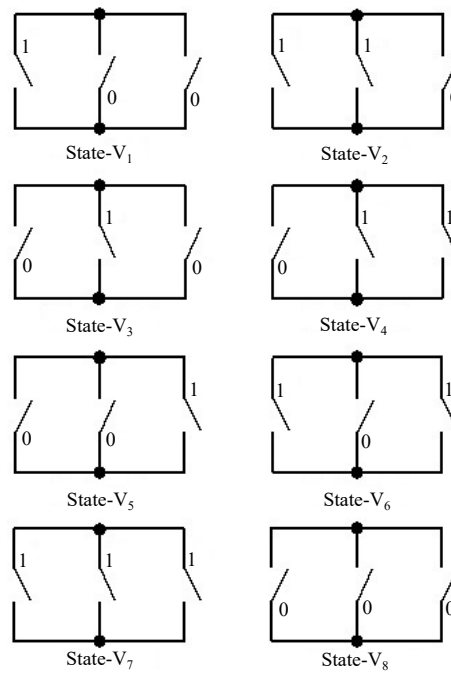 1 0 0
State-V₁
1 1 0
State-V₂
0 1 0
State-V₃
0 1 1
State-V₄
0 0 1
State-V₅
1 0 1
State-V₆
1 1 1
State-V₇
0 0 0
State-V₈